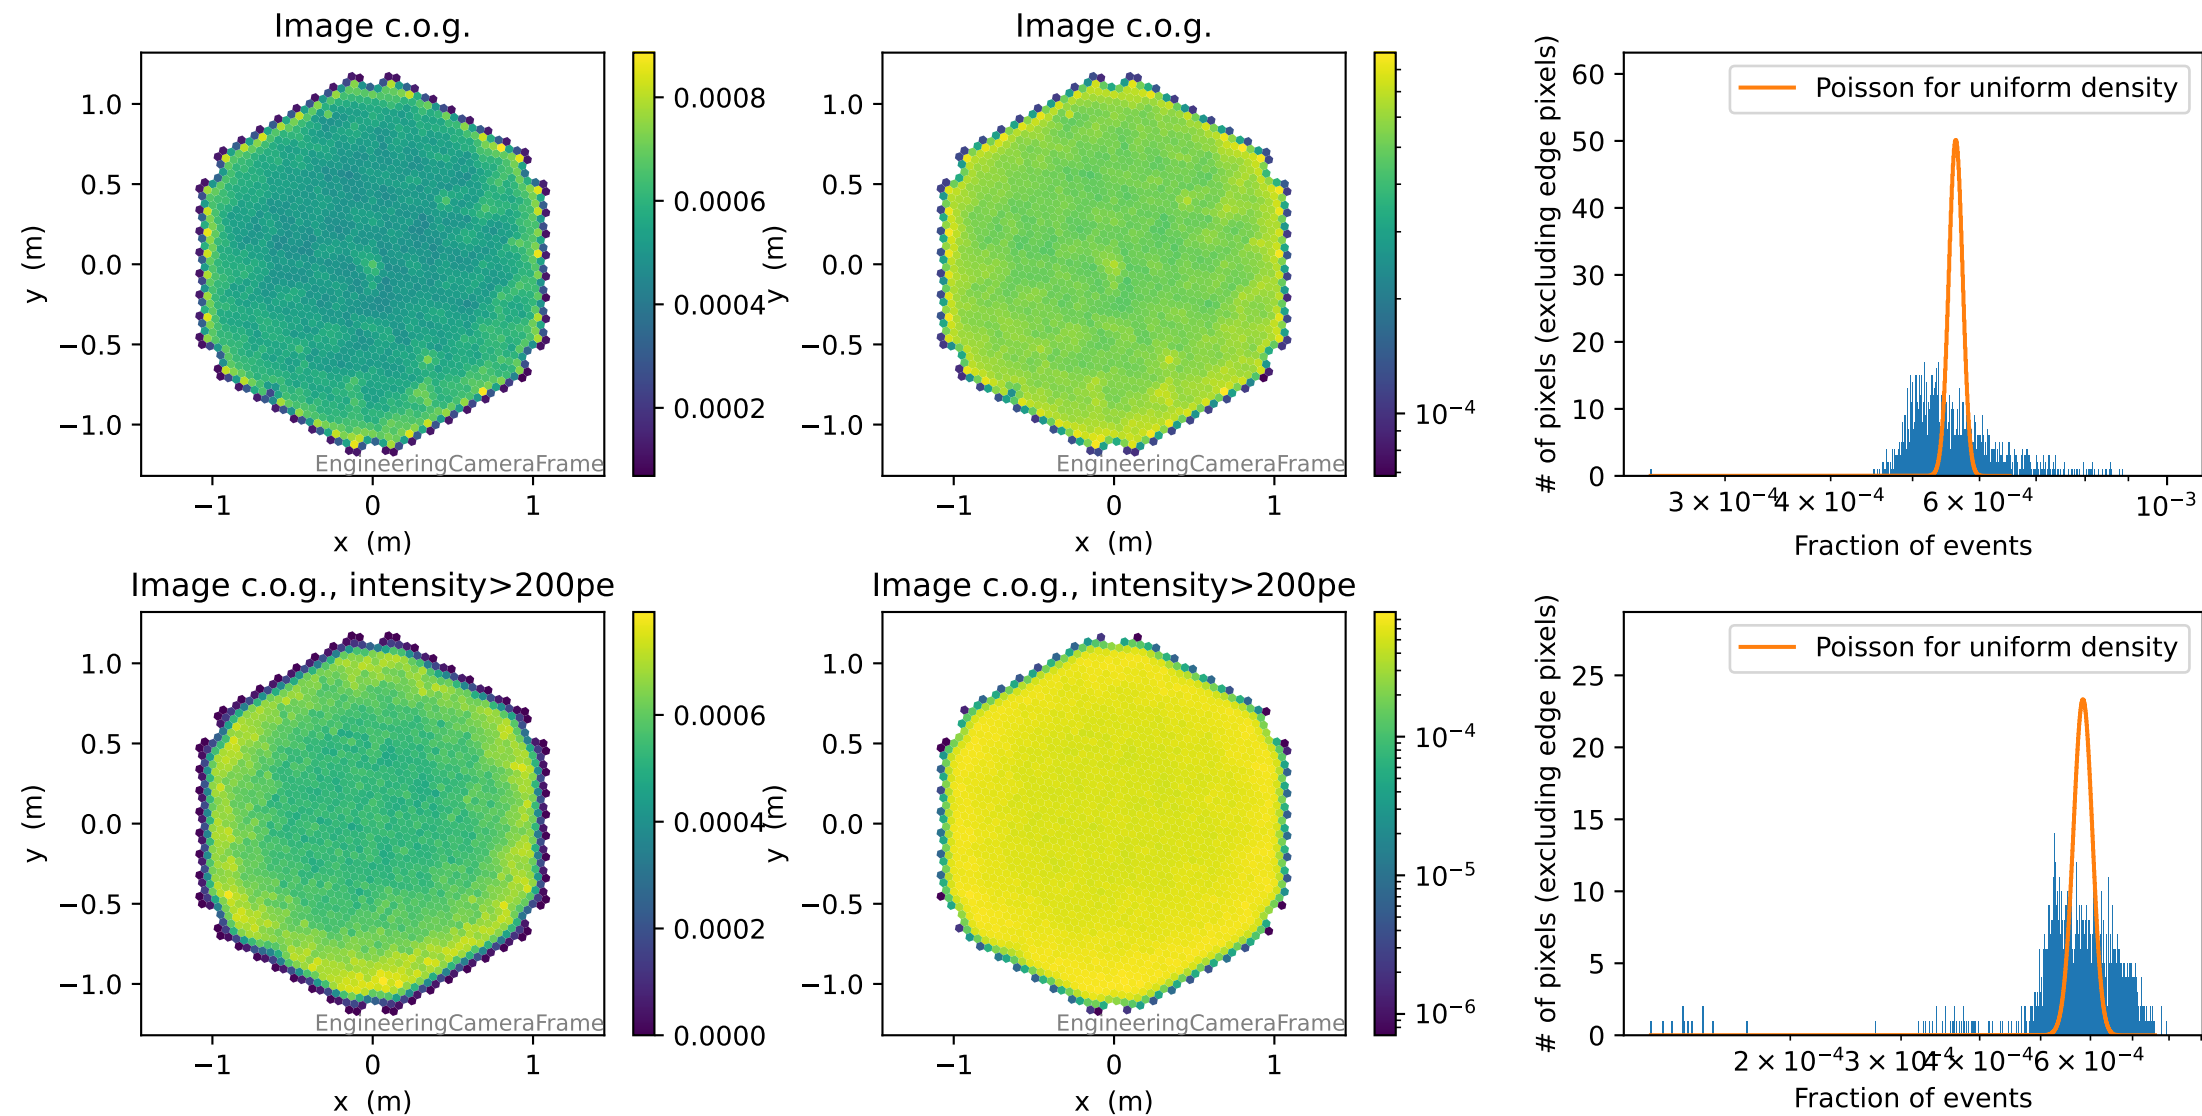 Image c.o.g.
1.0
0.5
0.0
−0.5
−1.0
y (m)
−1
0
1
x (m)
EngineeringCameraFrame
0.0008
0.0006
0.0004
0.0002
Image c.o.g.
1.0
0.5
0.0
−0.5
−1.0
y (m)
−1
0
1
x (m)
EngineeringCameraFrame
10⁻⁴
# of pixels (excluding edge pixels)
60
50
40
30
20
10
0
Poisson for uniform density
3 × 10⁻⁴
4 × 10⁻⁴
6 × 10⁻⁴
10⁻³
Fraction of events
Image c.o.g., intensity>200pe
1.0
0.5
0.0
−0.5
−1.0
y (m)
−1
0
1
x (m)
EngineeringCameraFrame
0.0006
0.0004
0.0002
0.0000
Image c.o.g., intensity>200pe
1.0
0.5
0.0
−0.5
−1.0
y (m)
−1
0
1
x (m)
EngineeringCameraFrame
10⁻⁴
10⁻⁵
10⁻⁶
# of pixels (excluding edge pixels)
25
20
15
10
5
0
Poisson for uniform density
2 × 10⁻⁴
3 × 10⁻⁴
4 × 10⁻⁴
6 × 10⁻⁴
Fraction of events